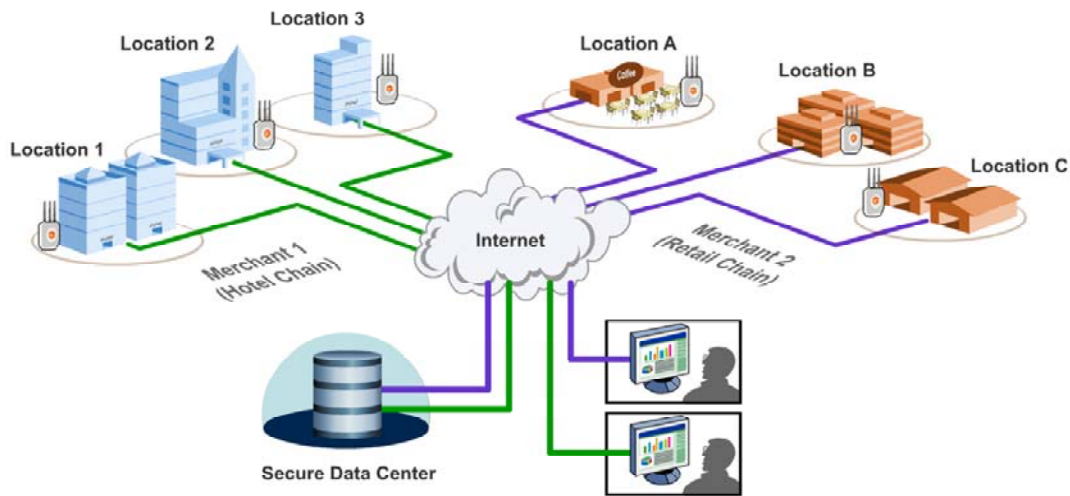 Location 3
Location 2
Location 1
Location A
Location B
Location C
Coffee
Internet
Merchant 1
(Hotel Chain)
Merchant 2
(Retail Chain)
Secure Data Center